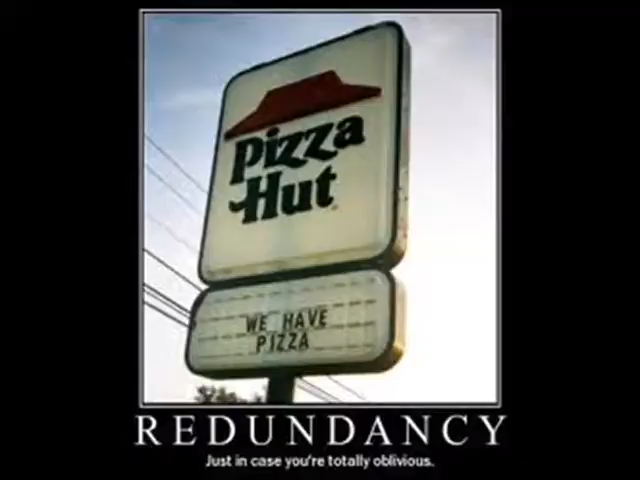 Pizza
Hut
WE HAVE
PIZZA
REDUNDANCY
Just in case you're totally oblivious.